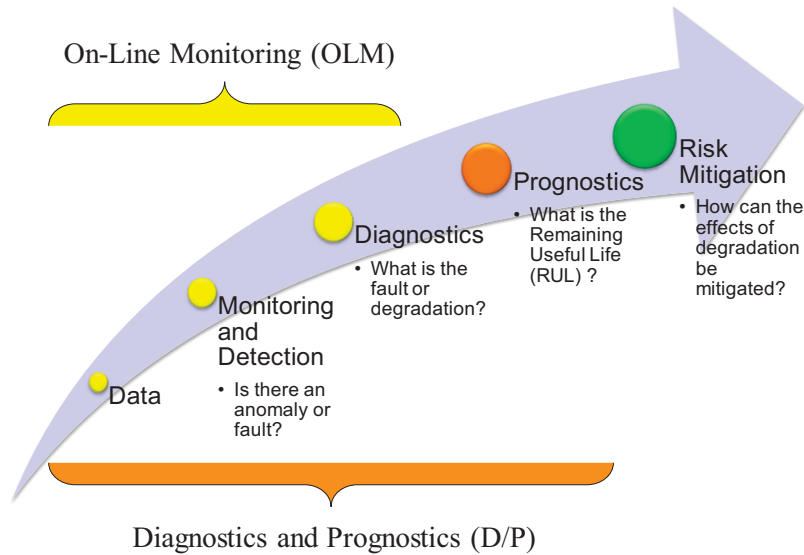 On-Line Monitoring (OLM)
Data
Monitoring
and
Detection
• Is there an
anomaly or
fault?
Diagnostics
• What is the
fault or
degradation?
Prognostics
• What is the
Remaining
Useful Life
(RUL) ?
Risk
Mitigation
• How can the
effects of
degradation
be
mitigated?
Diagnostics and Prognostics (D/P)